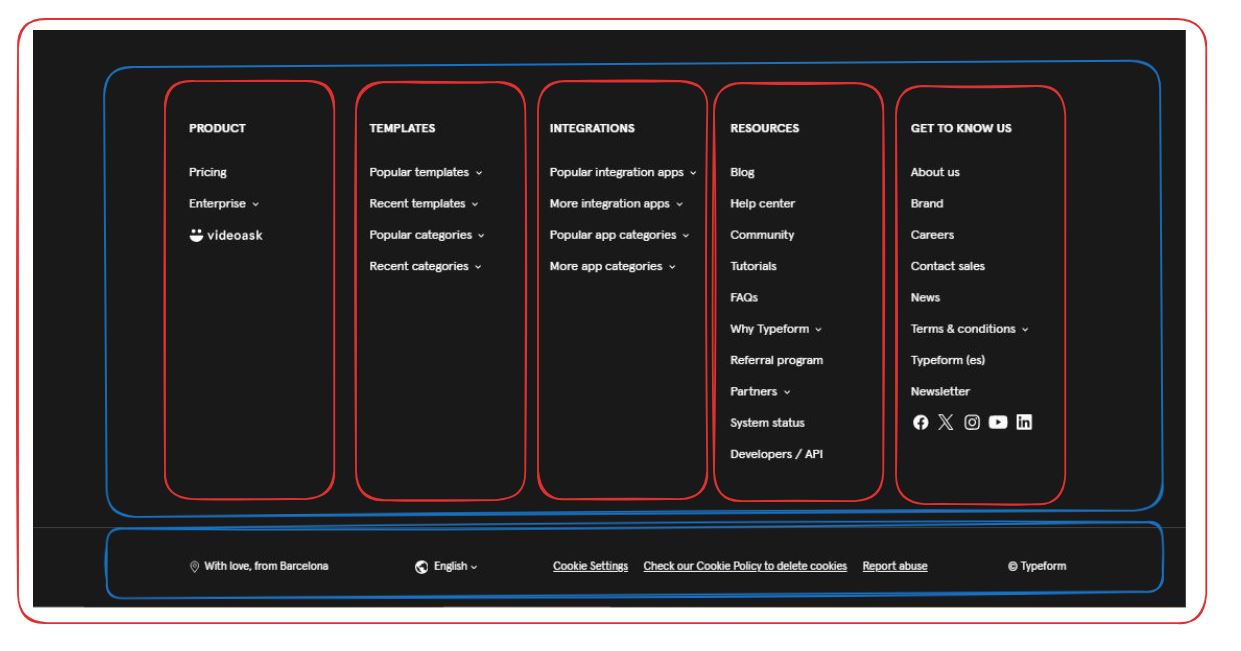 PRODUCT
Pricing
Enterprise
videoask
TEMPLATES
Popular templates
Recent templates
Popular categories
Recent categories
INTEGRATIONS
Popular integration apps
More integration apps
Popular app categories
More app categories
RESOURCES
Blog
Help center
Community
Tutorials
FAQs
Why Typeform
Referral program
Partners
System status
Developers / API
GET TO KNOW US
About us
Brand
Careers
Contact sales
News
Terms & conditions
Typeform (es)
Newsletter
With love, from Barcelona
English
Cookie Settings
Check our Cookie Policy to delete cookies
Report abuse
© Typeform